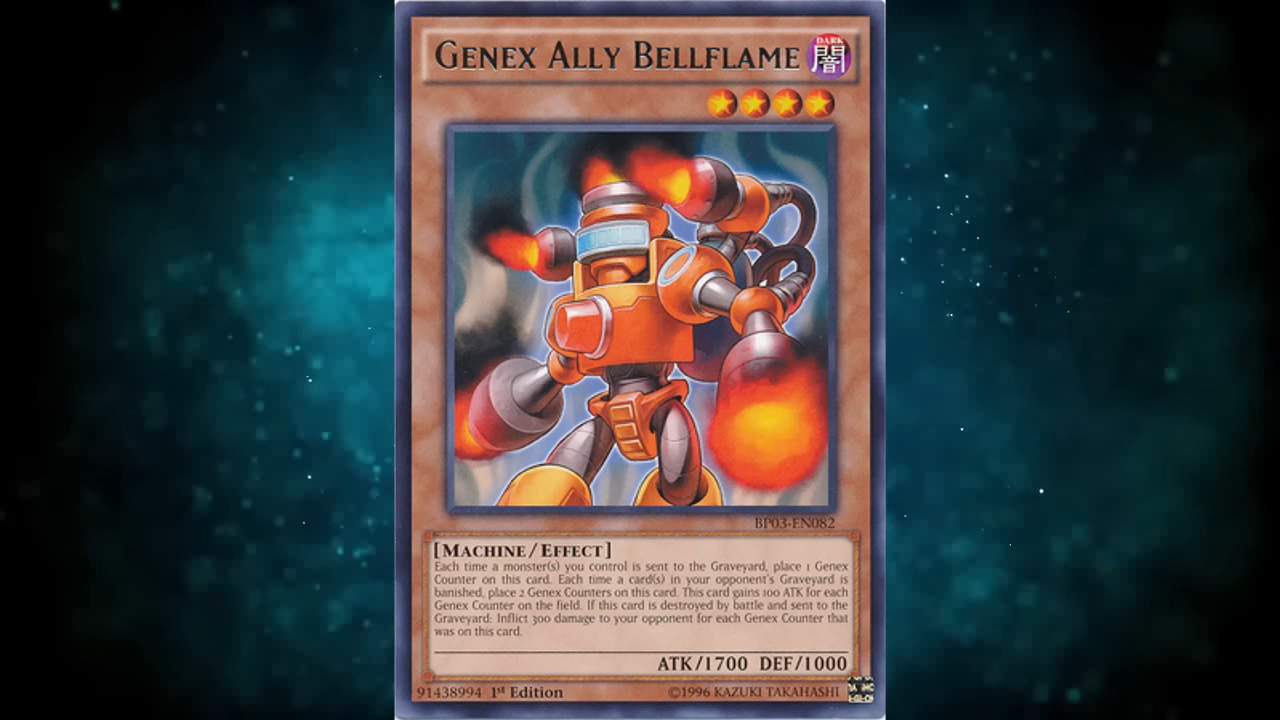 GENEX ALLY BELLFLAME
DARK
闇
BP03-EN082
[MACHINE/EFFECT]
Each time a monster(s) you control is sent to the Graveyard, place 1 Genex
Counter on this card. Each time a card(s) in your opponent's Graveyard is
banished, place 2 Genex Counters on this card. This card gains 100 ATK for each
Genex Counter on the field. If this card is destroyed by battle and sent to the
Graveyard: Inflict 300 damage to your opponent for each Genex Counter that
was on this card.
ATK/1700 DEF/1000
91438994 1st Edition ©1996 KAZUKI TAKAHASHI